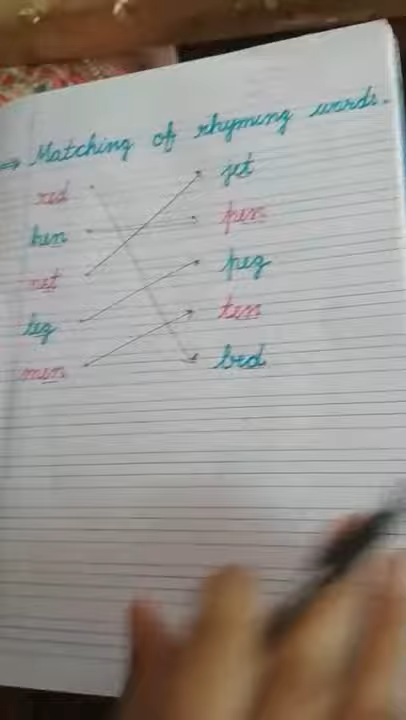 ⇒ Matching of rhyming words.
red jet
hen pen
net peg
leg ten
men bed